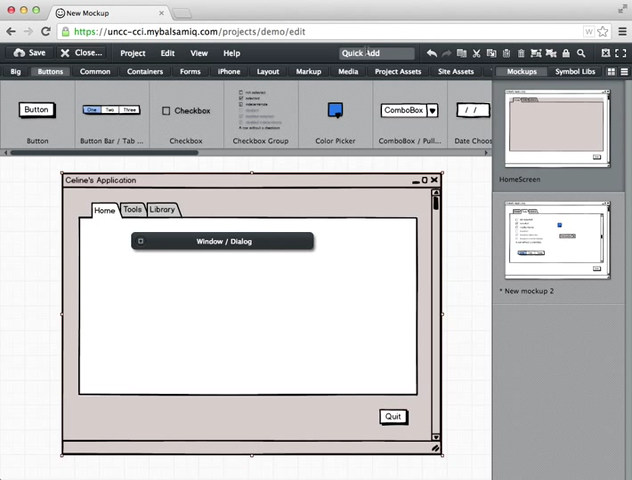 New Mockup
https://uncc-cci.mybalsamiq.com/projects/demo/edit
Save Close... Project Edit View Help Quick Add
Big Buttons Common Containers Forms iPhone Layout Markup Media Project Assets Site Assets Mockups Symbol Libs
Button One Two Three Checkbox ComboBox / /
Button Button Bar / Tab ... Checkbox Checkbox Group Color Picker ComboBox / Pull... Date Choos
HomeScreen
* New mockup 2
Celine's Application
Home Tools Library
Window / Dialog
Quit